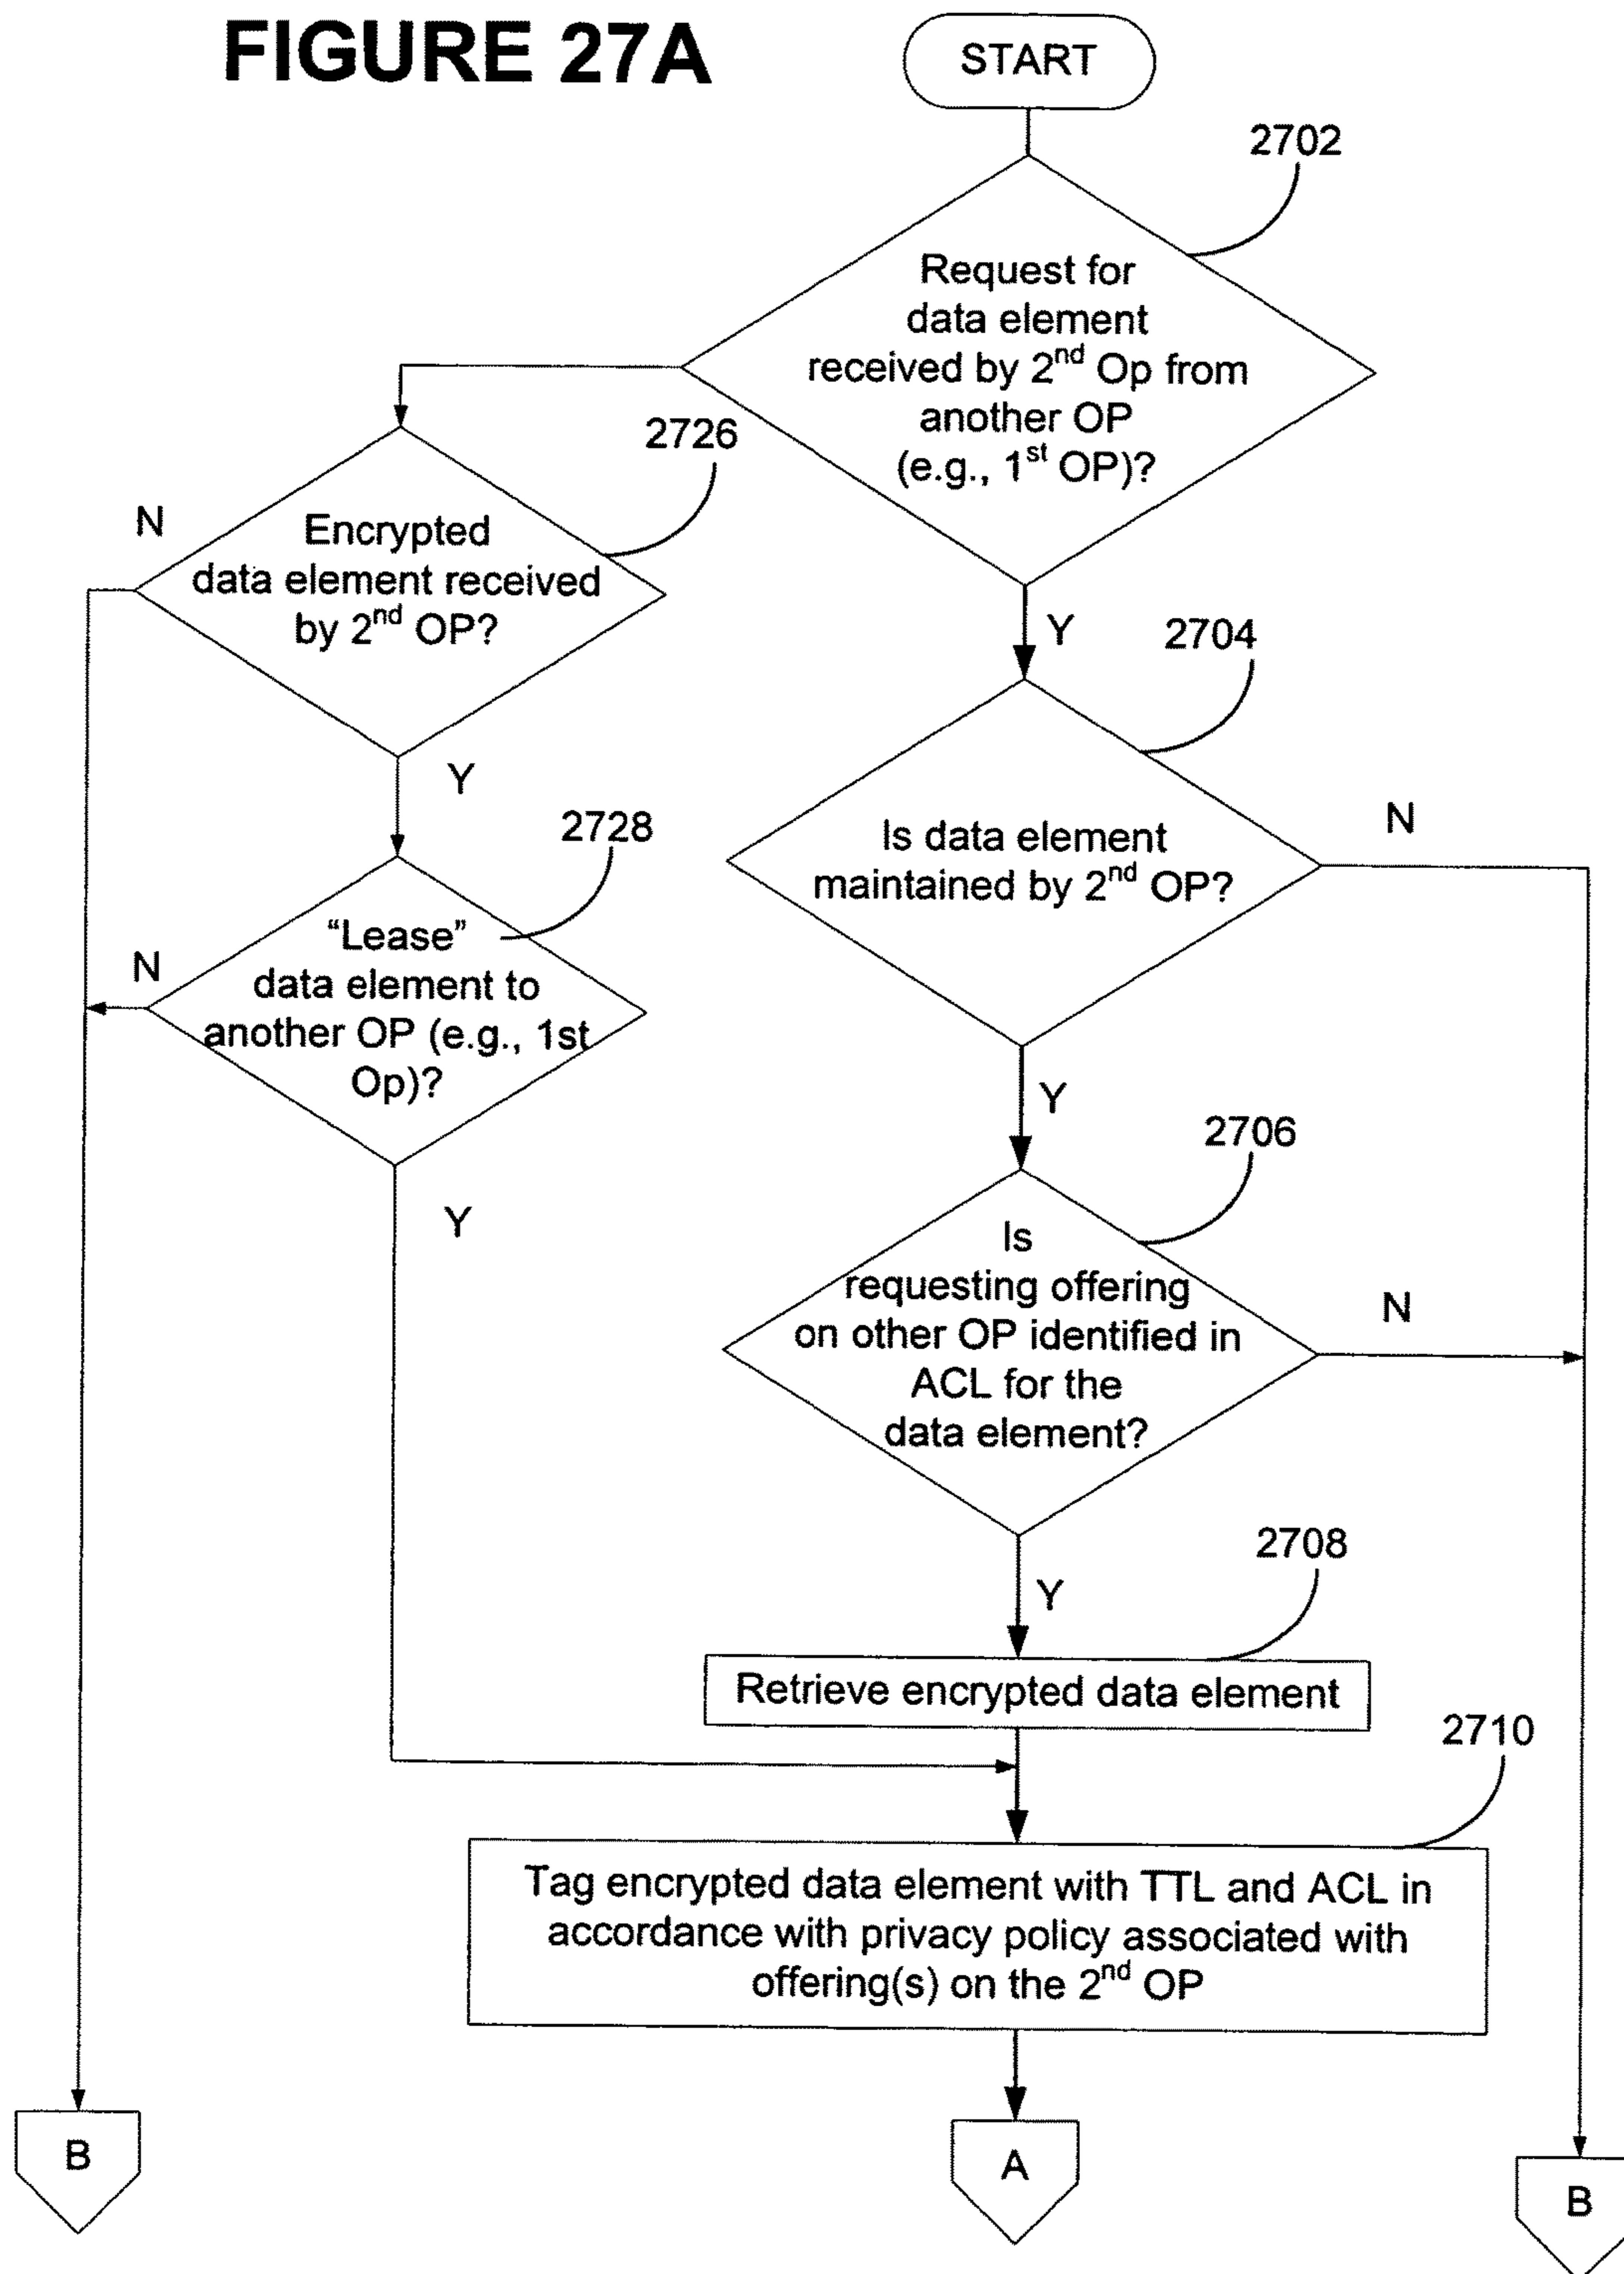 FIGURE 27A
START
2702
Request for
data element
received by 2nd Op from
another OP
(e.g., 1st OP)?
2726
N
Encrypted
data element received
by 2nd OP?
Y
2704
Y
N
Is data element
maintained by 2nd OP?
2728
"Lease"
data element to
another OP (e.g., 1st
Op)?
N
Y
Y
2706
Is
requesting offering
on other OP identified in
ACL for the
data element?
N
2708
Y
Retrieve encrypted data element
2710
Tag encrypted data element with TTL and ACL in
accordance with privacy policy associated with
offering(s) on the 2nd OP
B
A
B